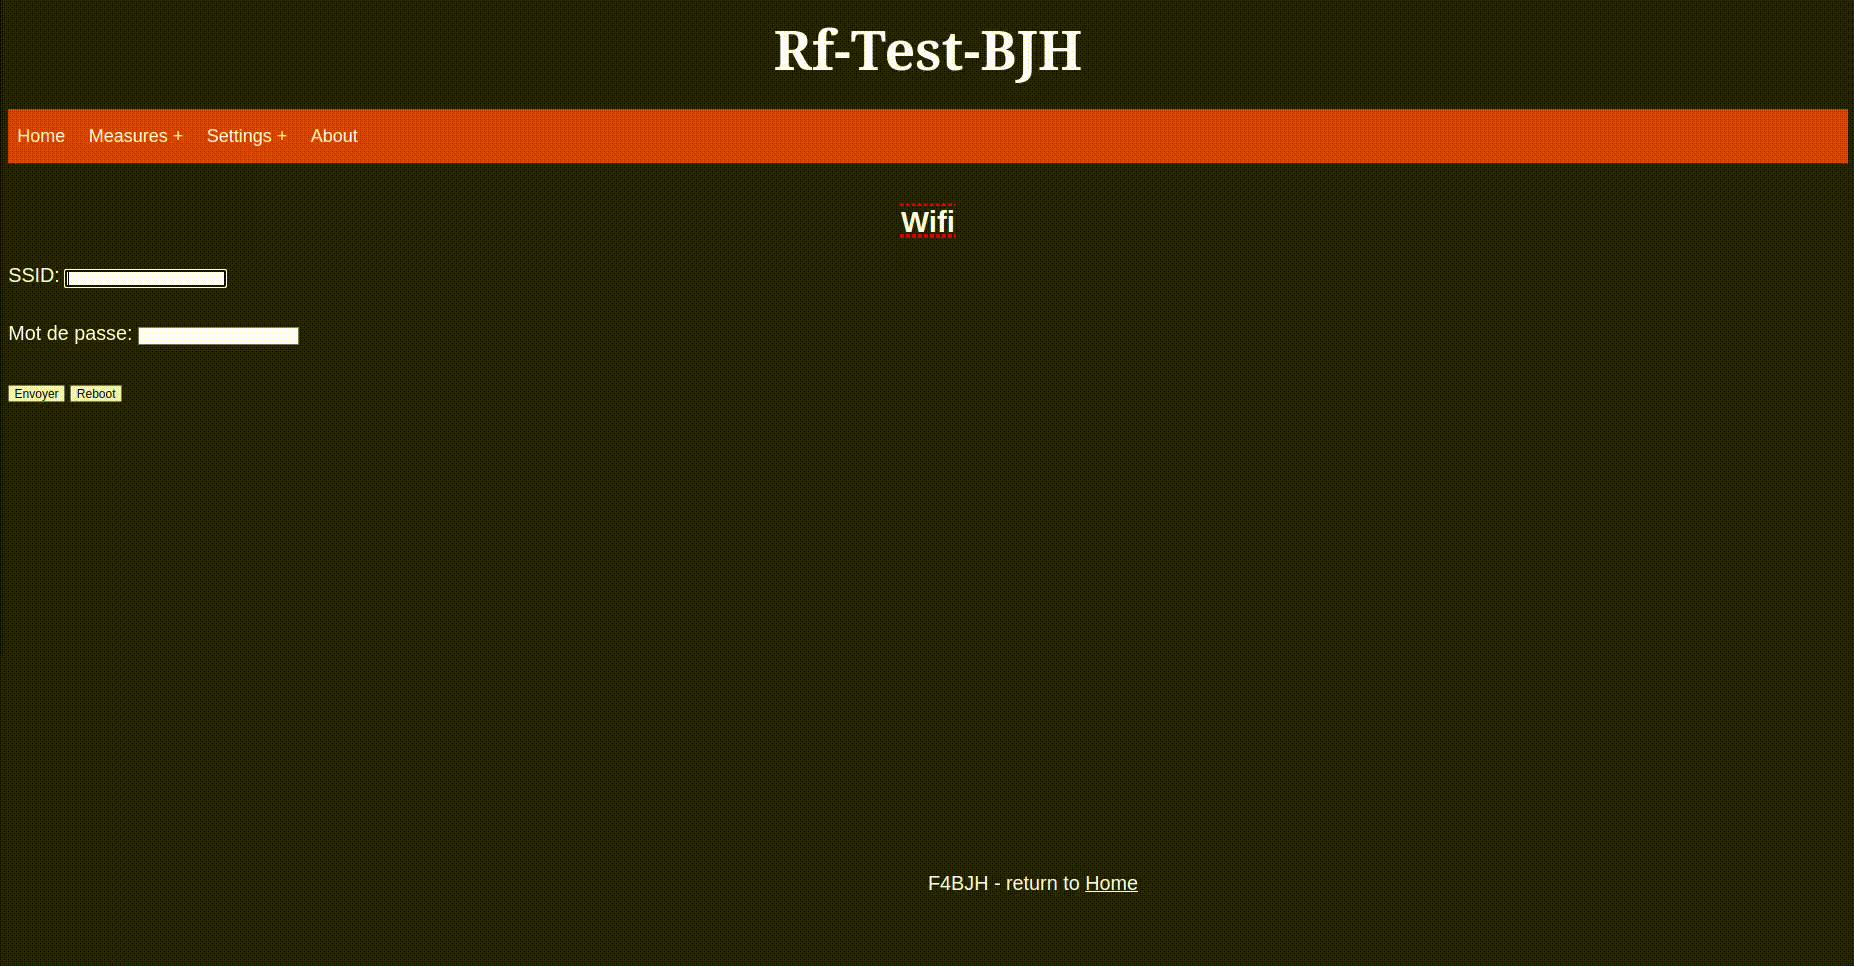 Rf-Test-BJH
Home Measures + Settings + About
Wifi
SSID:
Mot de passe:
Envoyer Reboot
F4BJH - return to Home